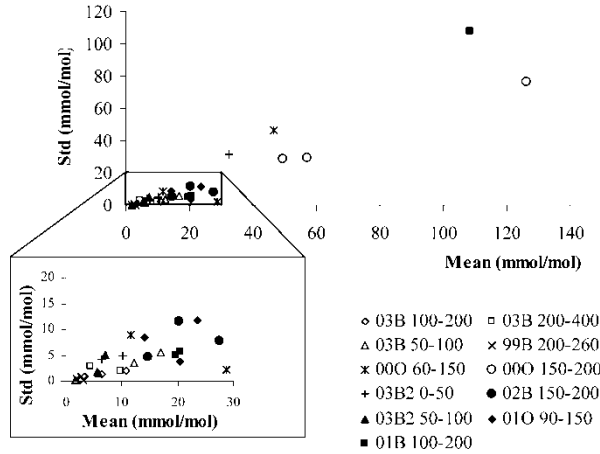 120
100
80
60
40
20
0
Std (mmol/mol)
0 20 40 60 80 100 120 140
Mean (mmol/mol)
15
10
5
0
Std (mmol/mol)
0 10 20 30
Mean (mmol/mol)
03B 100-200 03B 200-400
03B 50-100 99B 200-260
00O 60-150 00O 150-200
03B2 0-50 02B 150-200
03B2 50-100 01O 90-150
01B 100-200